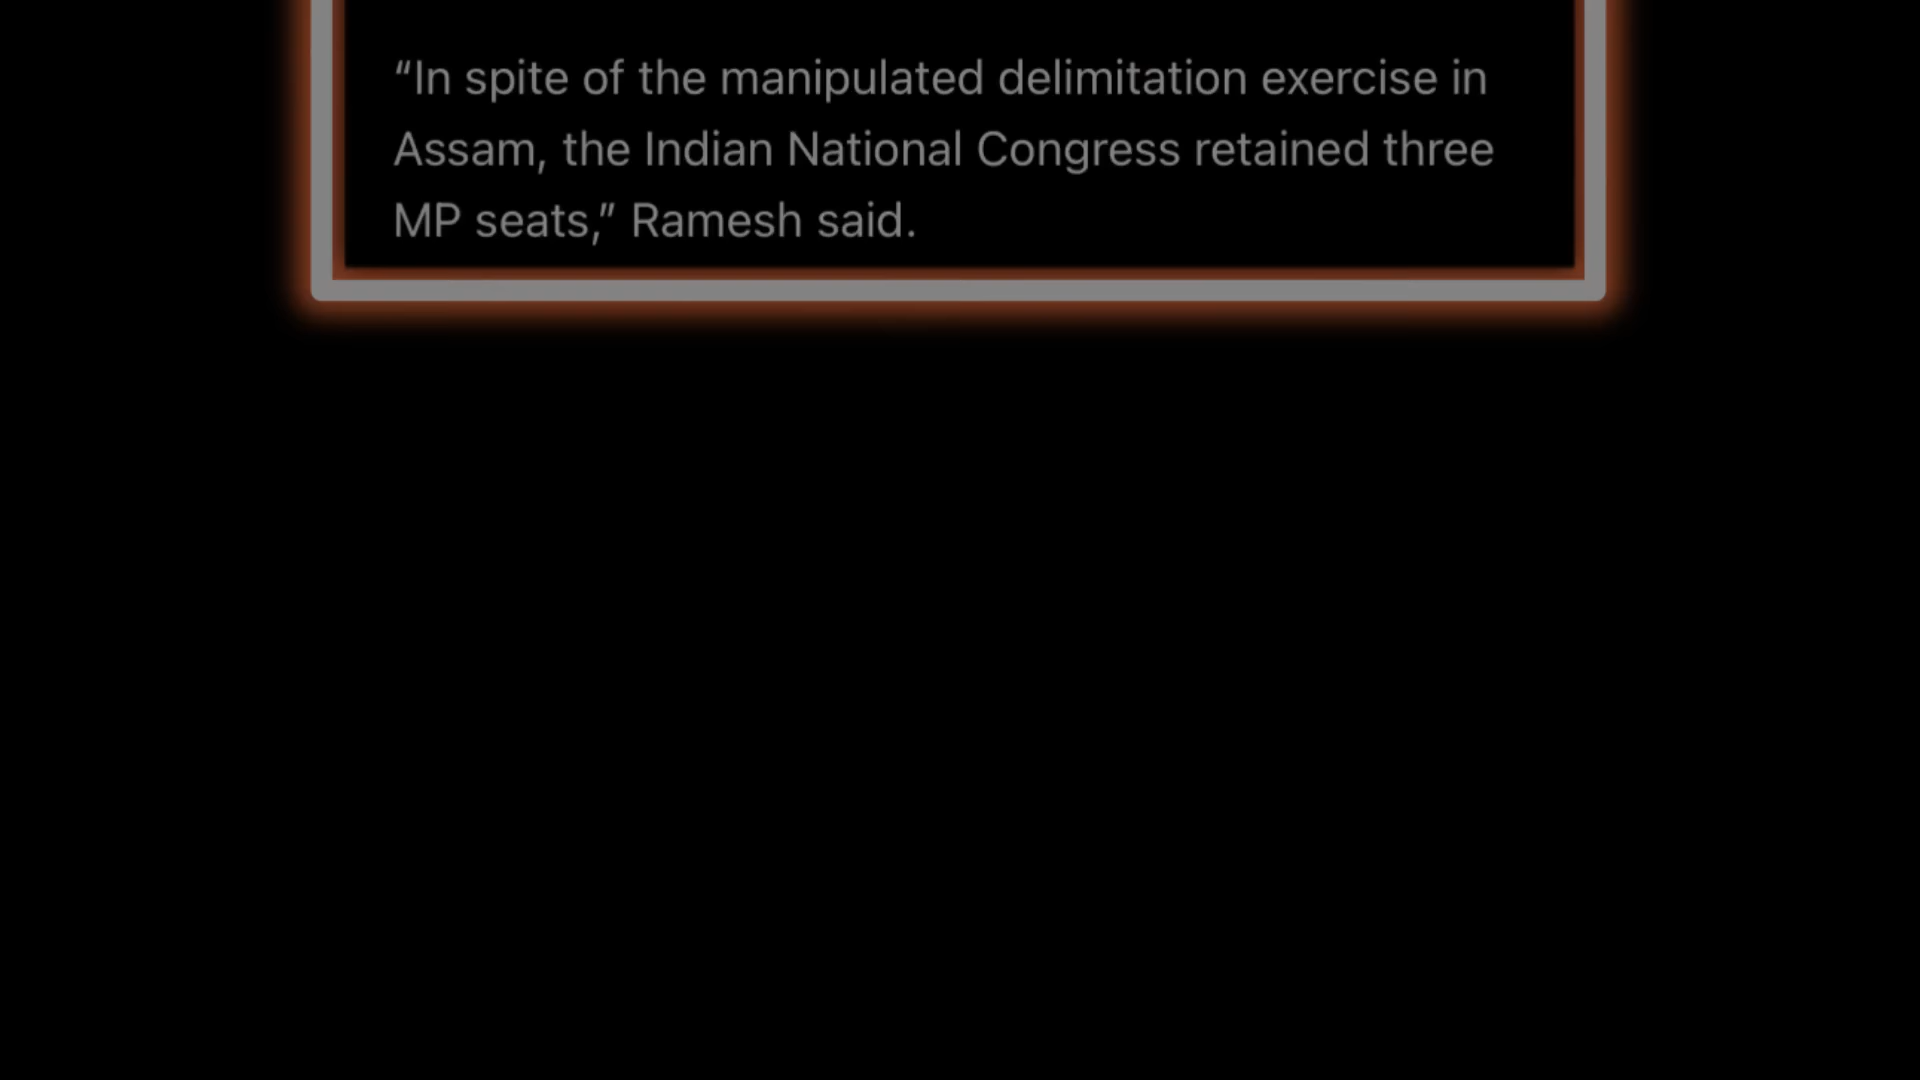 “In spite of the manipulated delimitation exercise in
Assam, the Indian National Congress retained three
MP seats,” Ramesh said.